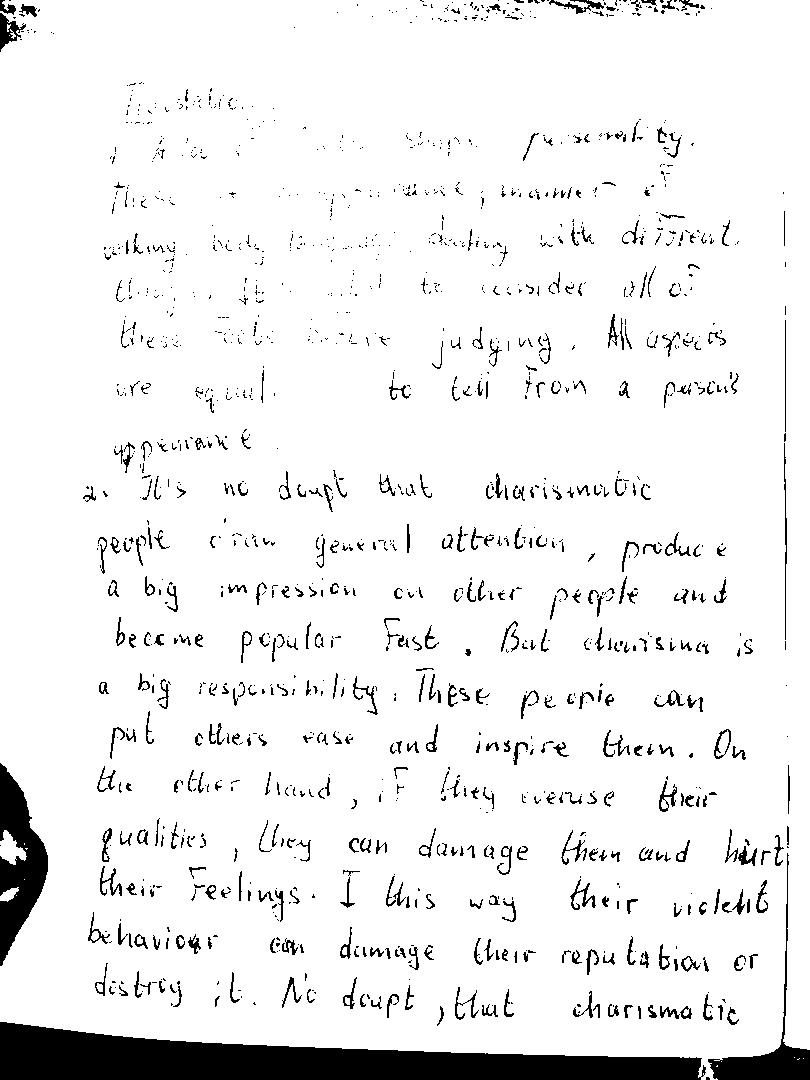 Translation
1. A lot of shape personality.
These appearance, manner of
walking, body language, dealing with different
things. It to consider all of
these facts before judging. All aspects
are equal. to tell from a person's
appearance.
2. It's no doupt that charismatic
people draw general attention, produce
a big impression on other people and
become popular fast. But charisma is
a big responsibility. These people can
put others ease and inspire them. On
the other hand, if they overuse their
qualities, they can damage them and hurt
their feelings. I this way their violent
behaviour can damage their reputation or
destroy it. No doupt, that charismatic